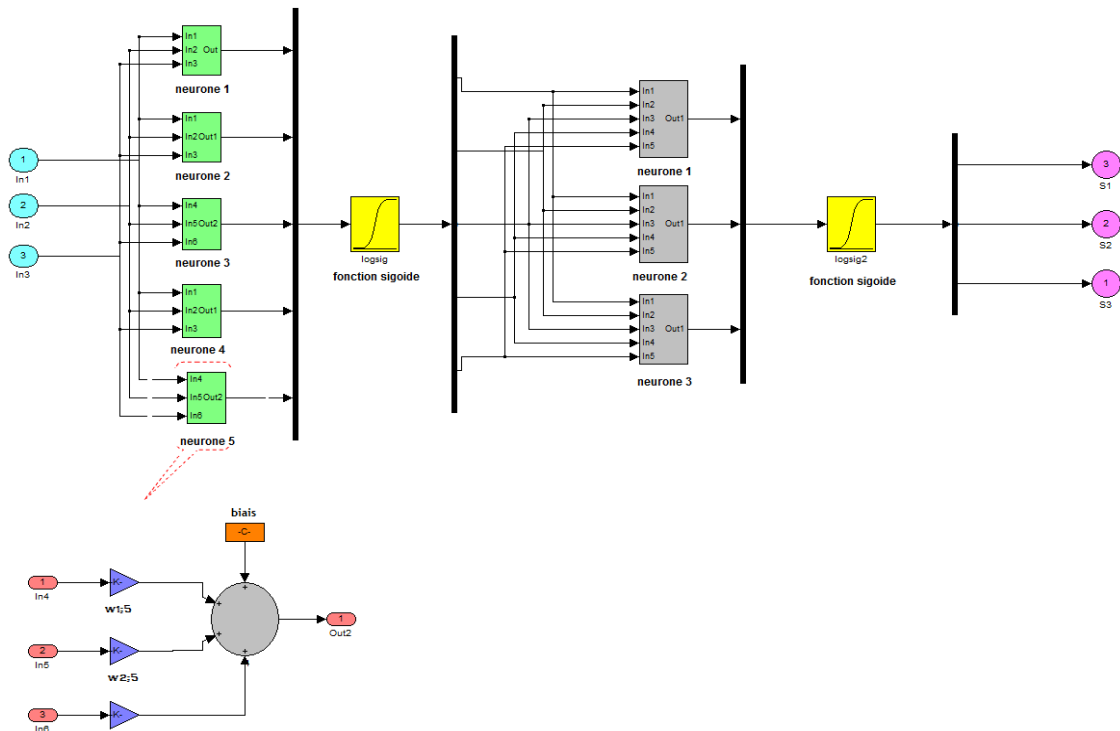 In1
In2 Out
In3
neurone 1
In1
In2 Out1
In3
neurone 2
In4
In5 Out2
In6
neurone 3
In1
In2 Out1
In3
neurone 4
In4
In5 Out2
In6
neurone 5
1
In1
2
In2
3
In3
logsig
fonction sigoide
In1
In2
In3 Out1
In4
In5
neurone 1
In1
In2
In3 Out1
In4
In5
neurone 2
In1
In2
In3 Out1
In4
In5
neurone 3
logsig2
fonction sigoide
3
S1
2
S2
1
S3
biais
-C-
1
In4
K-
w1;5
2
In5
K-
w2;5
3
In6
K-
+
+
+
+
1
Out2